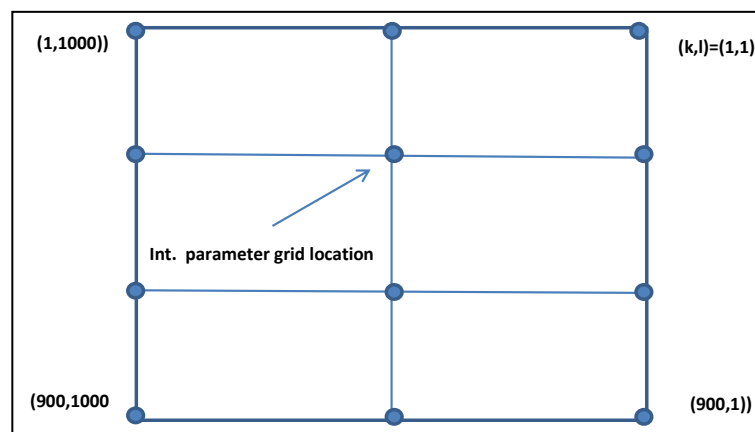 (1,1000))
(k,l)=(1,1)
Int.  parameter grid location
(900,1000
(900,1))